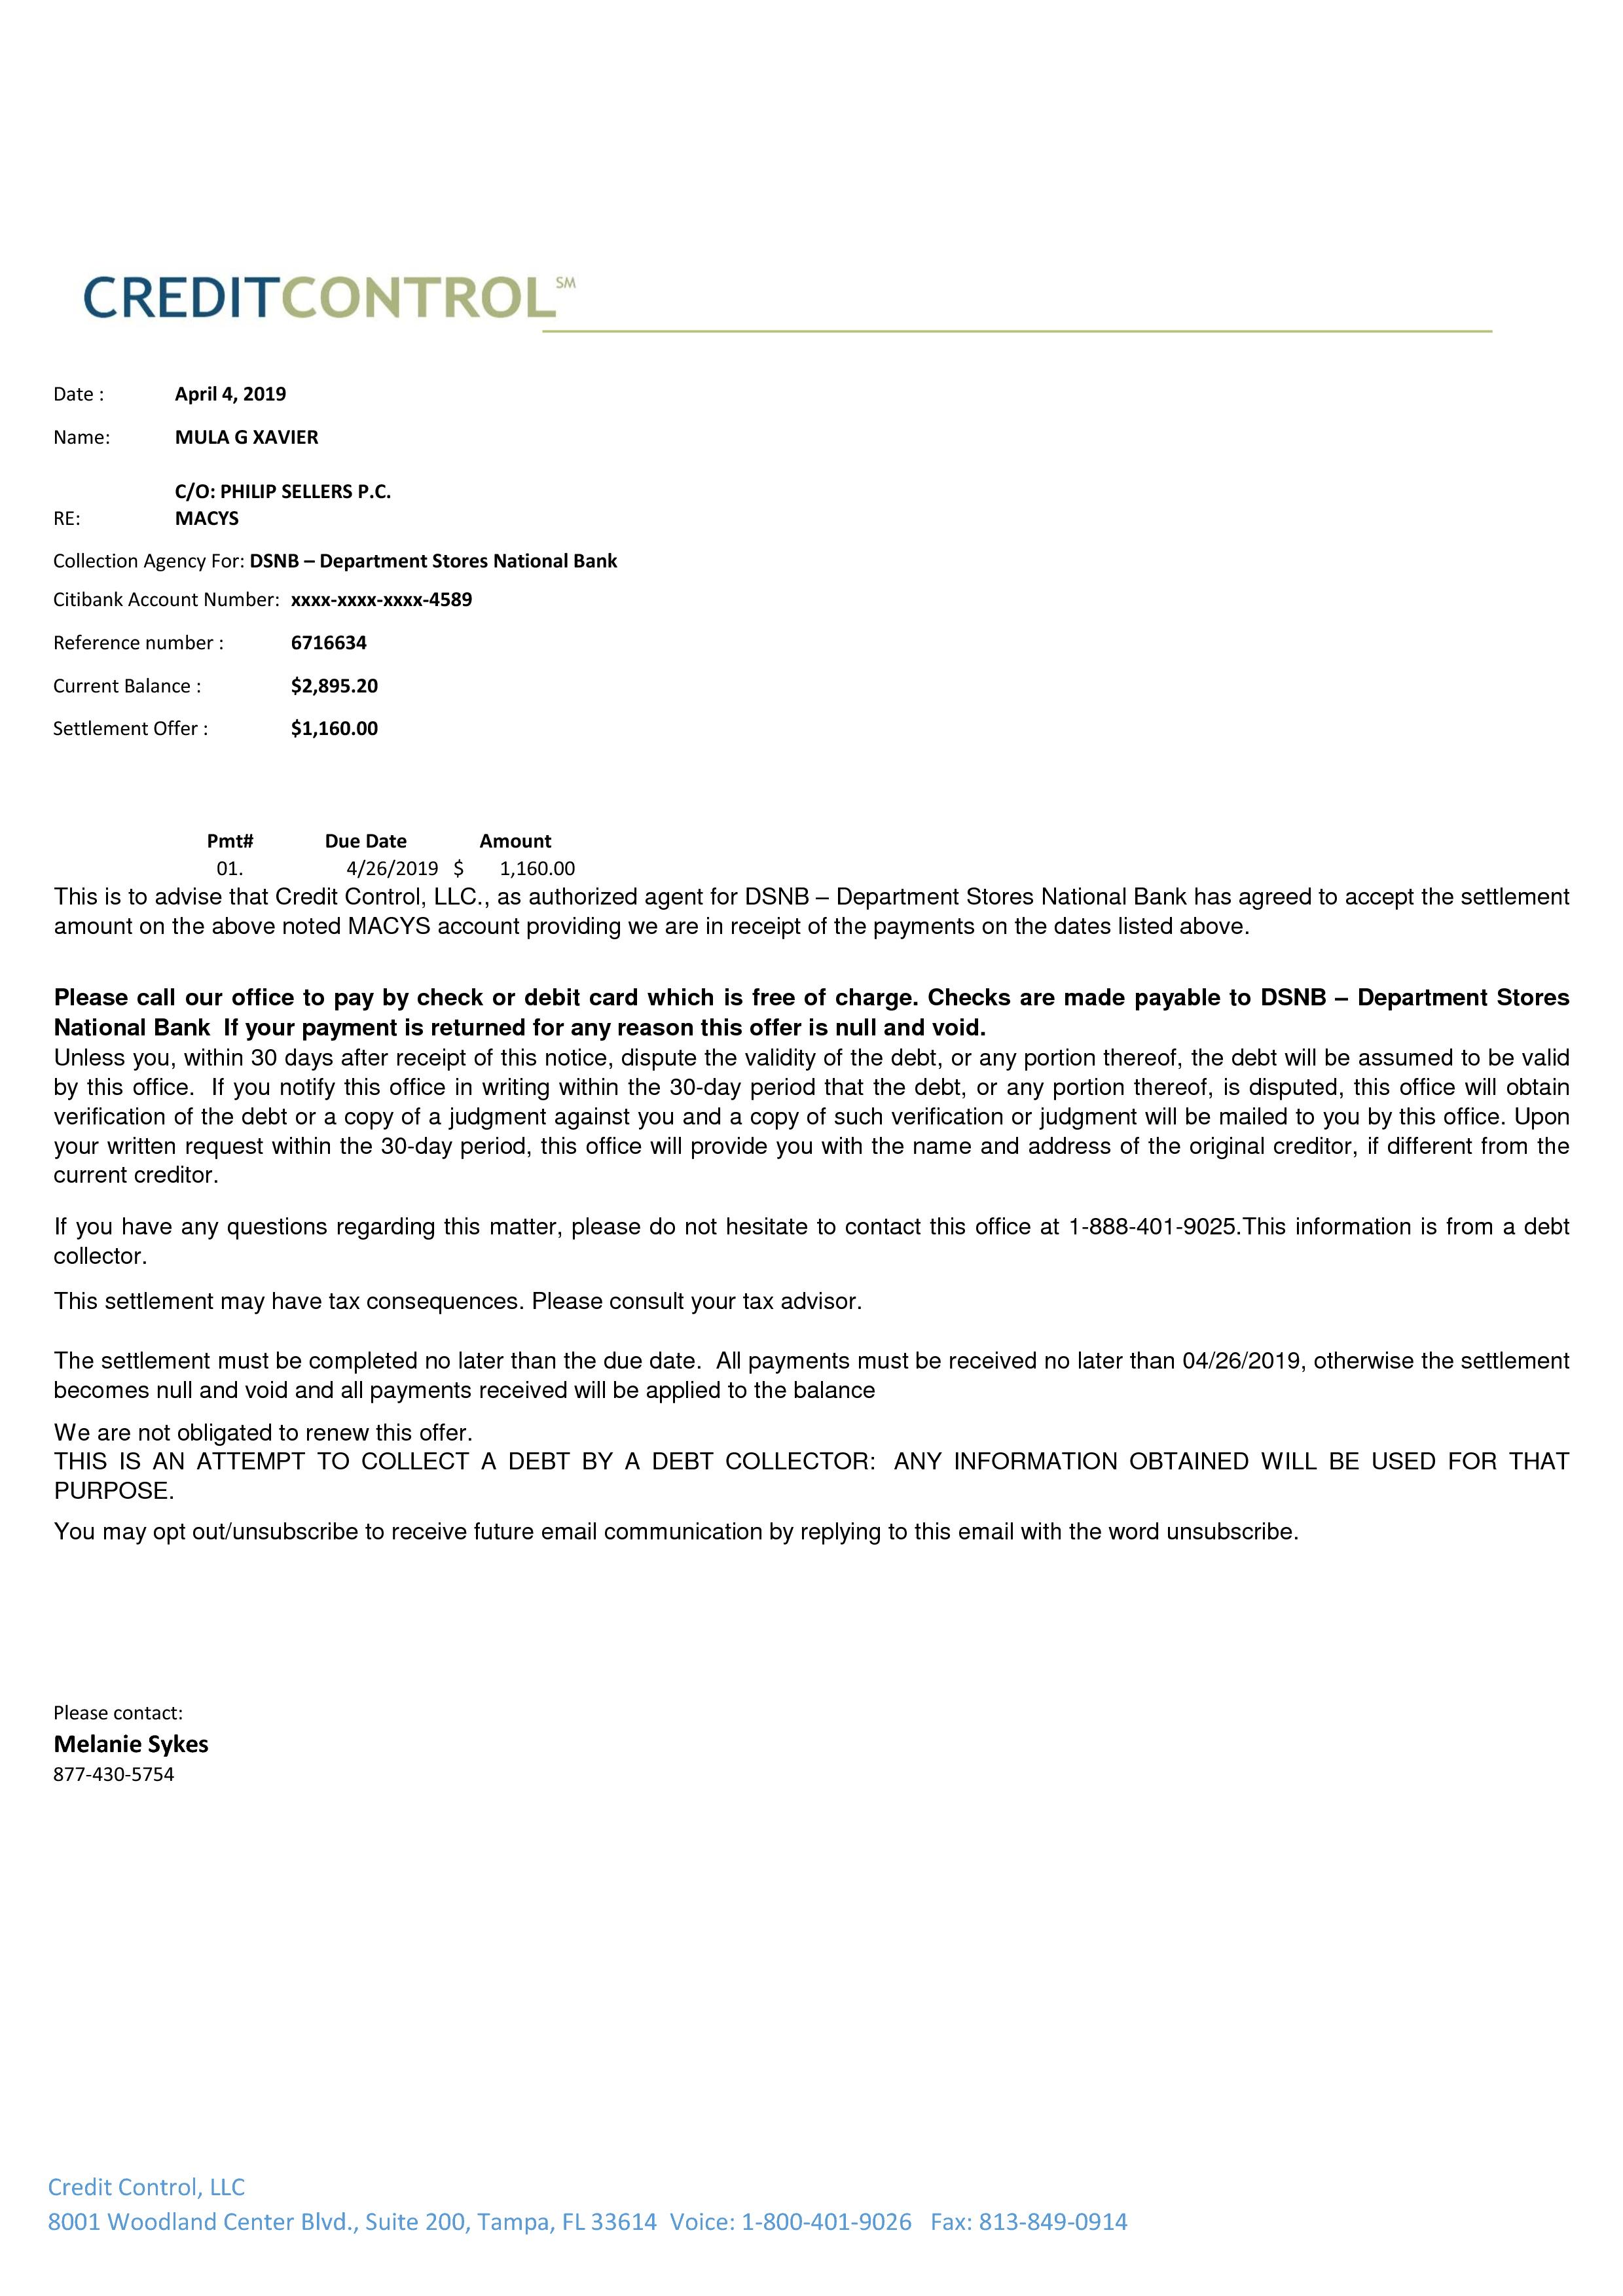 CREDITCONTROL SM
Date : April 4, 2019
Name: MULA G XAVIER
C/O: PHILIP SELLERS P.C.
RE: MACYS
Collection Agency For: DSNB – Department Stores National Bank
Citibank Account Number: xxxx-xxxx-xxxx-4589
Reference number : 6716634
Current Balance : $2,895.20
Settlement Offer : $1,160.00
Pmt# Due Date Amount
01. 4/26/2019 $ 1,160.00
This is to advise that Credit Control, LLC., as authorized agent for DSNB – Department Stores National Bank has agreed to accept the settlement
amount on the above noted MACYS account providing we are in receipt of the payments on the dates listed above.
Please call our office to pay by check or debit card which is free of charge. Checks are made payable to DSNB – Department Stores
National Bank If your payment is returned for any reason this offer is null and void.
Unless you, within 30 days after receipt of this notice, dispute the validity of the debt, or any portion thereof, the debt will be assumed to be valid
by this office. If you notify this office in writing within the 30-day period that the debt, or any portion thereof, is disputed, this office will obtain
verification of the debt or a copy of a judgment against you and a copy of such verification or judgment will be mailed to you by this office. Upon
your written request within the 30-day period, this office will provide you with the name and address of the original creditor, if different from the
current creditor.
If you have any questions regarding this matter, please do not hesitate to contact this office at 1-888-401-9025.This information is from a debt
collector.
This settlement may have tax consequences. Please consult your tax advisor.
The settlement must be completed no later than the due date. All payments must be received no later than 04/26/2019, otherwise the settlement
becomes null and void and all payments received will be applied to the balance
We are not obligated to renew this offer.
THIS IS AN ATTEMPT TO COLLECT A DEBT BY A DEBT COLLECTOR: ANY INFORMATION OBTAINED WILL BE USED FOR THAT
PURPOSE.
You may opt out/unsubscribe to receive future email communication by replying to this email with the word unsubscribe.
Please contact:
Melanie Sykes
877-430-5754
Credit Control, LLC
8001 Woodland Center Blvd., Suite 200, Tampa, FL 33614 Voice: 1-800-401-9026 Fax: 813-849-0914